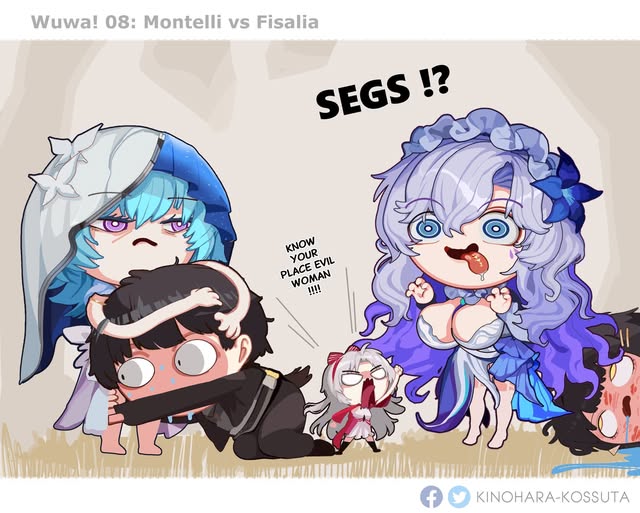 Wuwa! 08: Montelli vs Fisalia
SEGS !?
KNOW
YOUR
PLACE EVIL
WOMAN
!!!!
KINOHARA-KOSSUTA